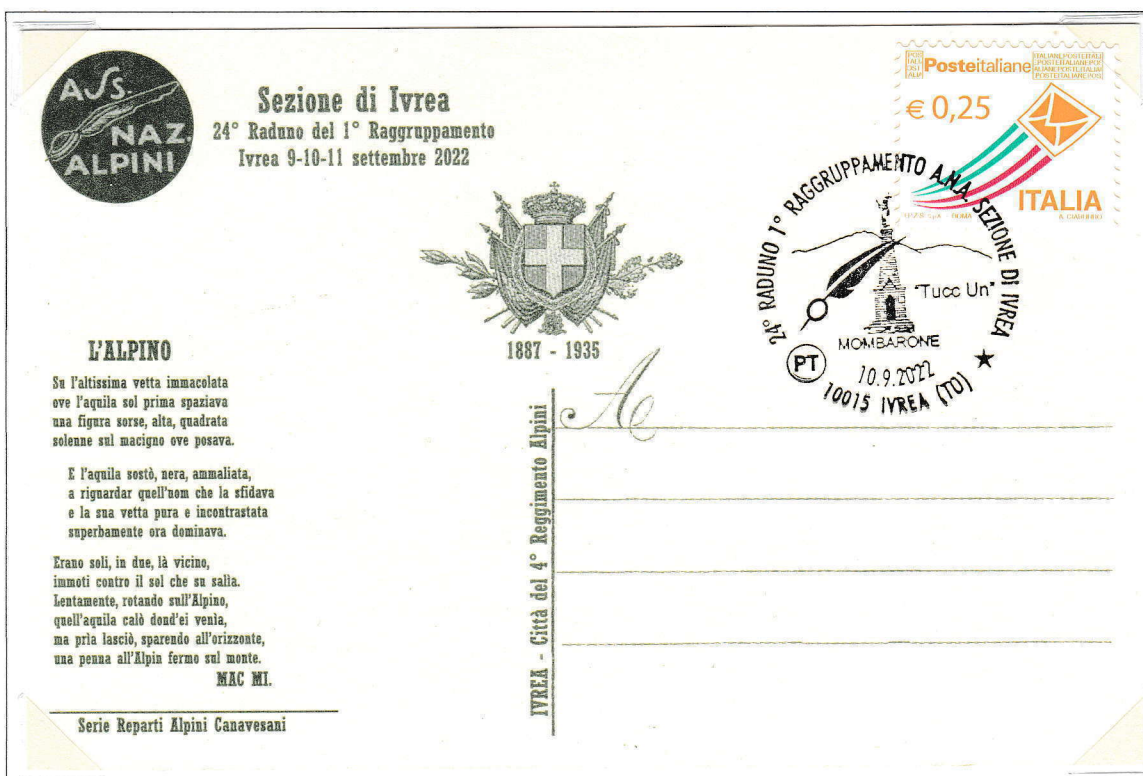 Ass.
NAZ.
ALPINI
Sezione di Ivrea
24° Raduno del 1° Raggruppamento
Ivrea 9-10-11 settembre 2022
Posteitaliane
€ 0,25
ITALIA
24° RADUNO 1° RAGGRUPPAMENTO A.N.A. SEZIONE DI IVREA
"Tucc Un"
MOMBARONE
PT
10.9.2022
10015 IVREA (TO)
1887 - 1935
L'ALPINO
Su l'altissima vetta immacolata
ove l'aquila sol prima spaziava
una figura sorse, alta, quadrata
solenne sul macigno ove posava.
E l'aquila sostò, nera, ammaliata,
a riguardar quell'uom che la sfidava
e la sua vetta pura e incontrastata
superbamente ora dominava.
Erano soli, in due, là vicino,
immoti contro il sol che su salìa.
Lentamente, rotando sull'Alpino,
quell'aquila calò dond'ei venìa,
ma prìa lasciò, sparendo all'orizzonte,
una penna all'Alpin fermo sul monte.
MAC MI.
Serie Reparti Alpini Canavesani
IVREA - Città del 4° Reggimento Alpini
A